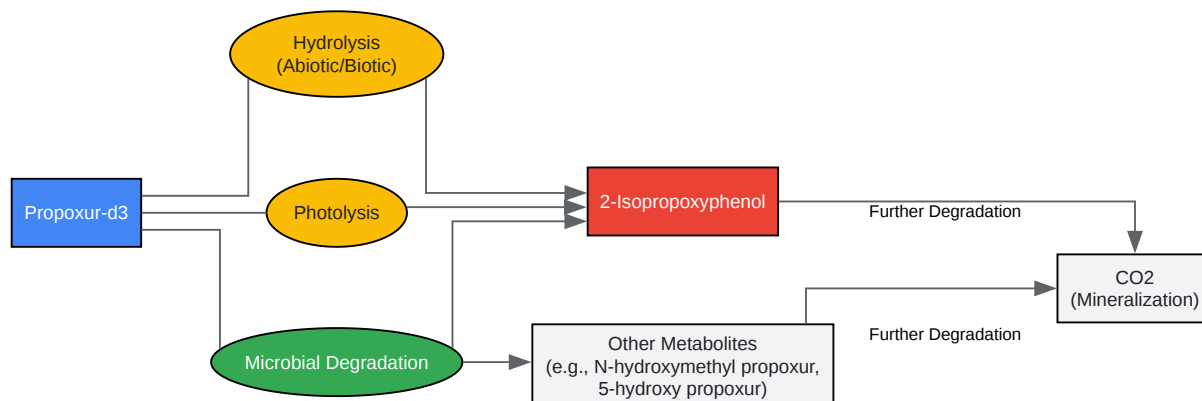 Hydrolysis
(Abiotic/Biotic)
Propoxur-d3
Photolysis
2-Isopropoxyphenol
Further Degradation
CO2
(Mineralization)
Microbial Degradation
Other Metabolites
(e.g., N-hydroxymethyl propoxur,
5-hydroxy propoxur)
Further Degradation